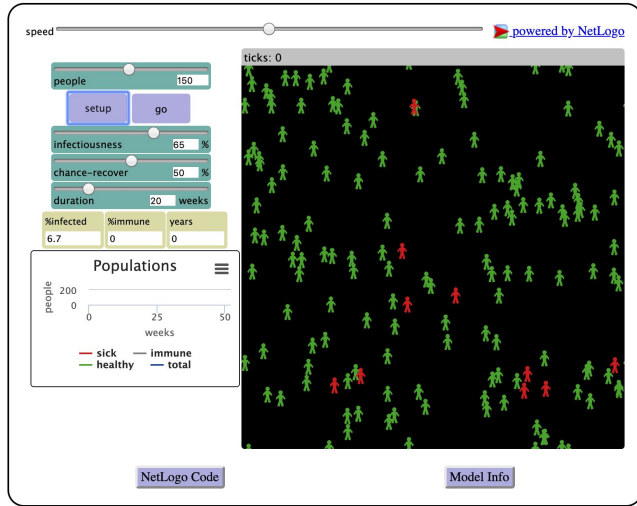 speed
powered by NetLogo
ticks: 0
people 150
setup go
infectiousness 65 %
chance-recover 50 %
duration 20 weeks
%infected %immune years
6.7 0 0
Populations
people
200
0
0 25 50
weeks
sick immune
healthy total
NetLogo Code Model Info